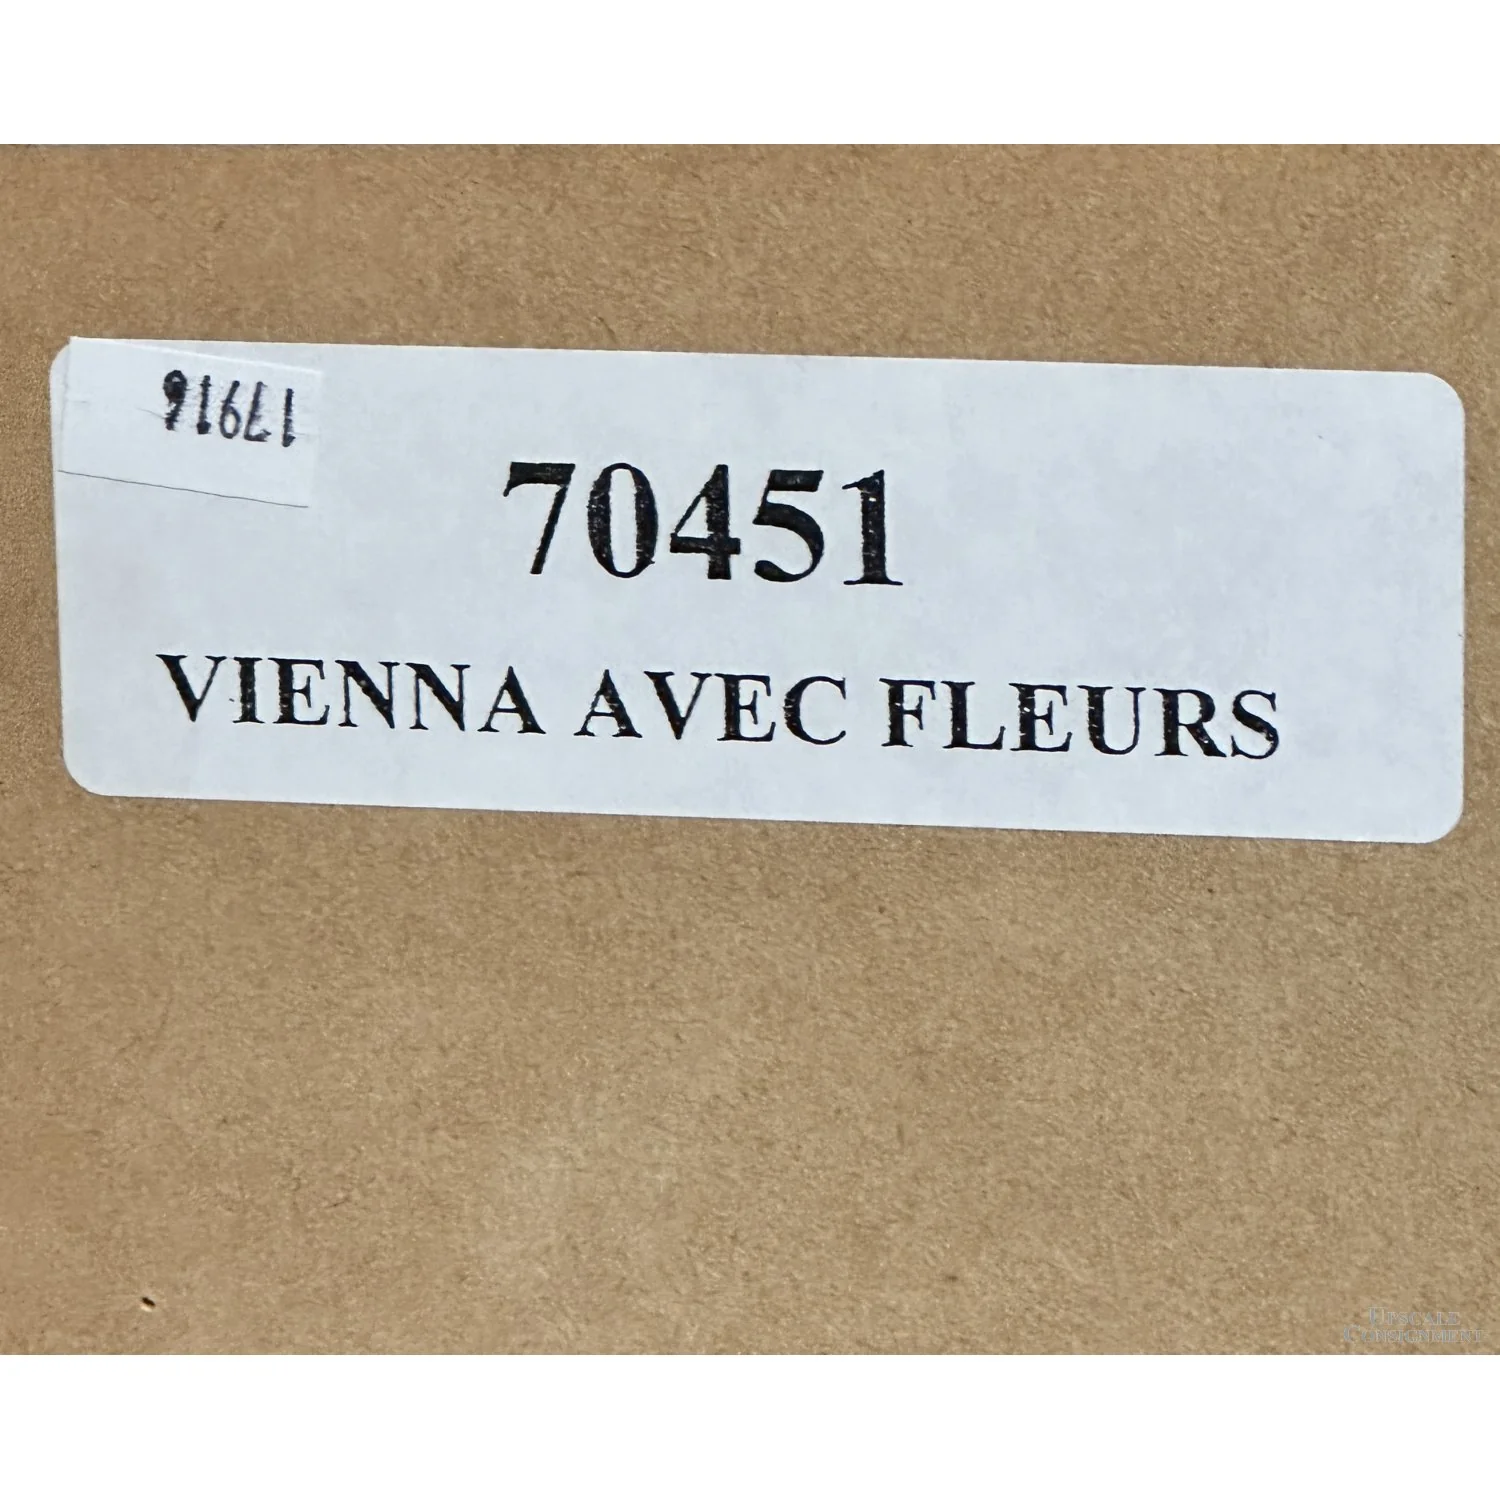 17916
70451
VIENNA AVEC FLEURS
UPSCALE
CONSIGNMENT